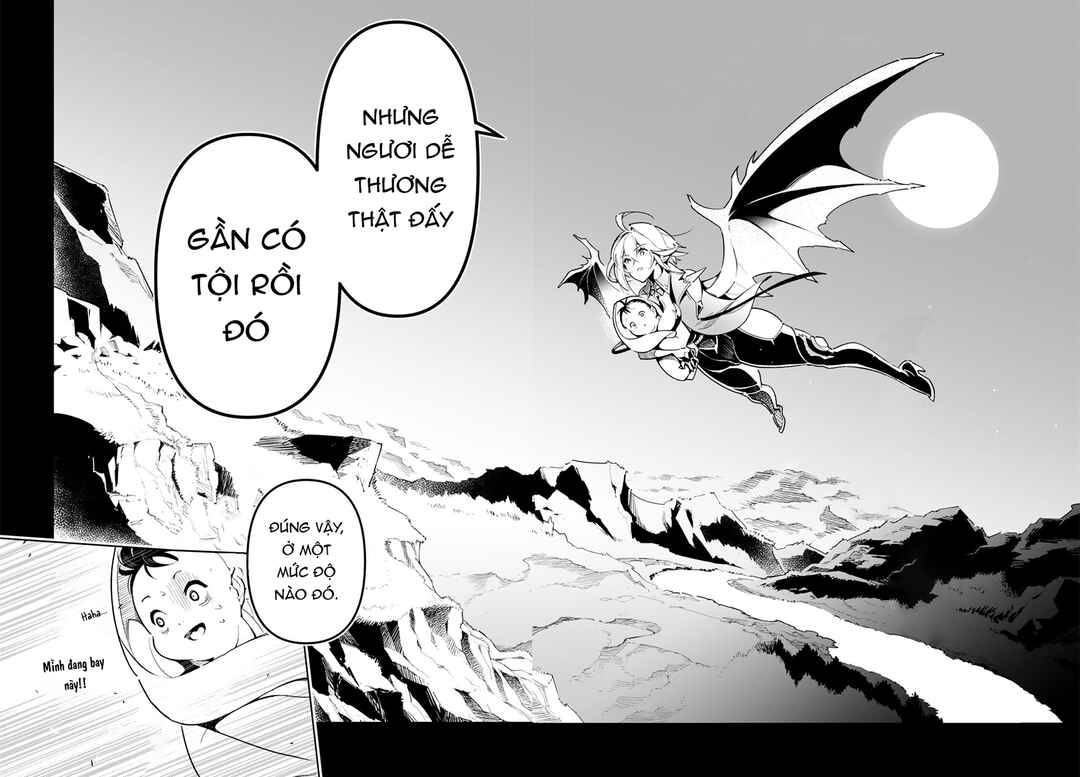 NHƯNG
NGƯƠI DỄ
THƯƠNG
THẬT ĐẤY
GẦN CÓ
TỘI RỒI
ĐÓ
ĐÚNG VẬY,
Ở MỘT
MỨC ĐỘ
NÀO ĐÓ.
Haha...
Mình đang bay
này!!